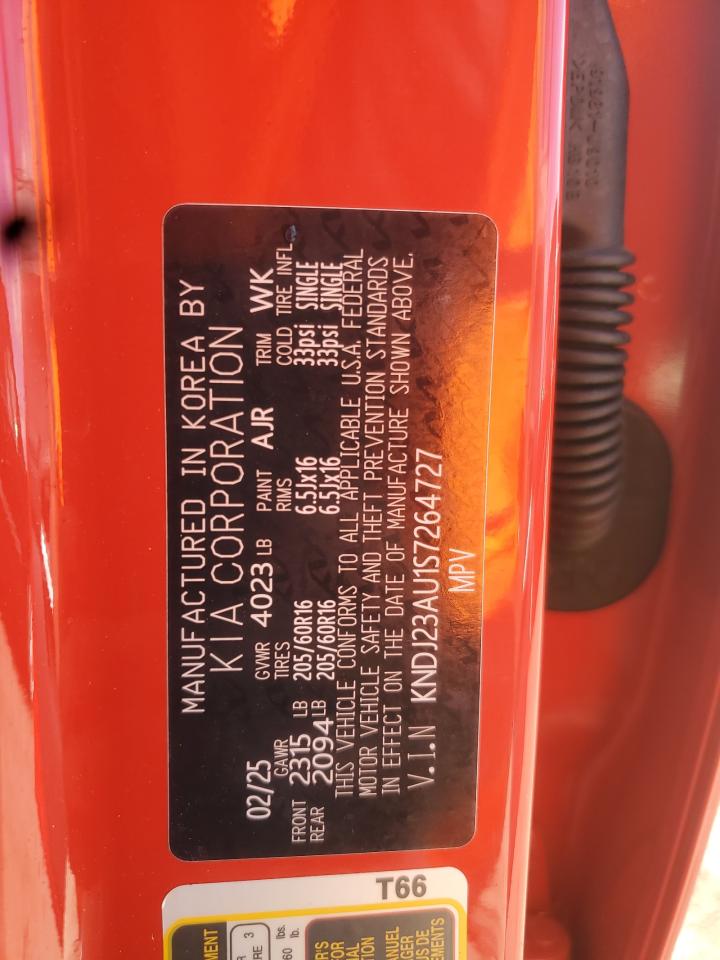 MANUFACTURED IN KOREA BY
KIA CORPORATION
02/25 GVWR 4023 LB PAINT AJR TRIM WK
GAWR TIRES RIMS COLD TIRE INFL.
FRONT 2315 LB 205/60R16 6.5Jx16 33psi SINGLE
REAR 2094 LB 205/60R16 6.5Jx16 33psi SINGLE
THIS VEHICLE CONFORMS TO ALL APPLICABLE U.S.A. FEDERAL
MOTOR VEHICLE SAFETY AND THEFT PREVENTION STANDARDS
IN EFFECT ON THE DATE OF MANUFACTURE SHOWN ABOVE.
V.I.N KNDJ23AU1S7264727
MPV
T66